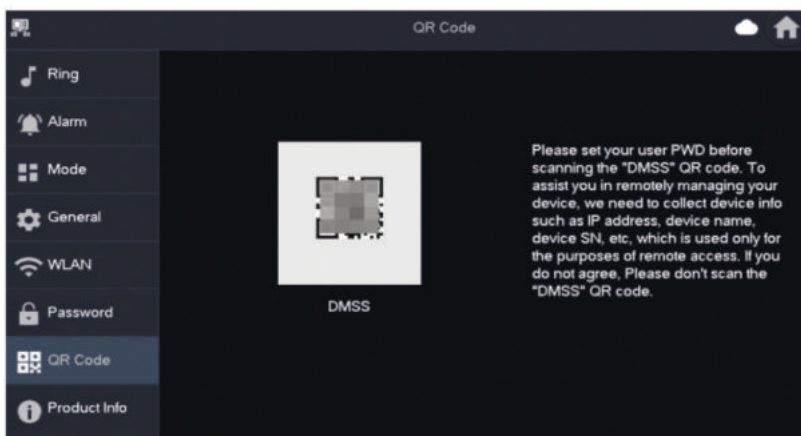 QR Code
Ring
Alarm
Mode
General
WLAN
Password
QR Code
Product Info
DMSS
Please set your user PWD before
scanning the "DMSS" QR code. To
assist you in remotely managing your
device, we need to collect device info
such as IP address, device name,
device SN, etc, which is used only for
the purposes of remote access. If you
do not agree, Please don't scan the
"DMSS" QR code.